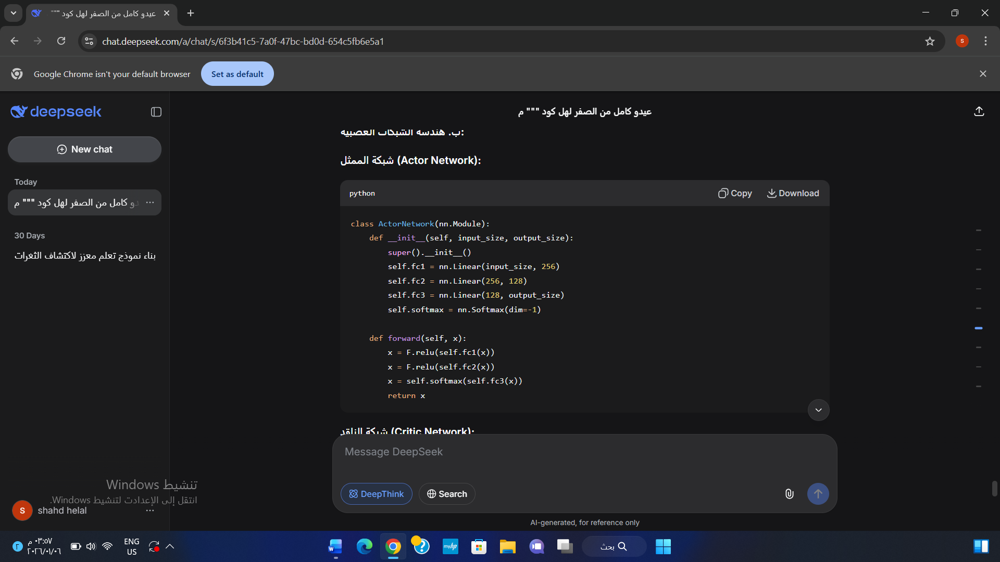 عيدو كامل من الصفر لهل كود """
chat.deepseek.com/a/chat/s/6f3b41c5-7a0f-47bc-bd0d-654c5fb6e5a1
S
Google Chrome isn't your default browser
Set as default
deepseek
New chat
Today
دو كامل من الصفر لهل كود """ م
30 Days
بناء نموذج تعلم معزز لاكتشاف الثغرات
عيدو كامل من الصفر لهل كود """ م
ب. هندسة الشبكات العصبية:
شبكة الممثل (Actor Network):
python
Copy
Download
class ActorNetwork(nn.Module):
    def __init__(self, input_size, output_size):
        super().__init__()
        self.fc1 = nn.Linear(input_size, 256)
        self.fc2 = nn.Linear(256, 128)
        self.fc3 = nn.Linear(128, output_size)
        self.softmax = nn.Softmax(dim=-1)
    def forward(self, x):
        x = F.relu(self.fc1(x))
        x = F.relu(self.fc2(x))
        x = self.softmax(self.fc3(x))
        return x
شبكة الناقد (Critic Network):
Message DeepSeek
DeepThink
Search
AI-generated, for reference only
تنشيط Windows
انتقل إلى الإعدادات لتنشيط Windows.
S
shahd helal
٢
٠٣:٥٧ م
٢٠٢٦/٠١/٠٦
ENG
US
W
myhp
بحث